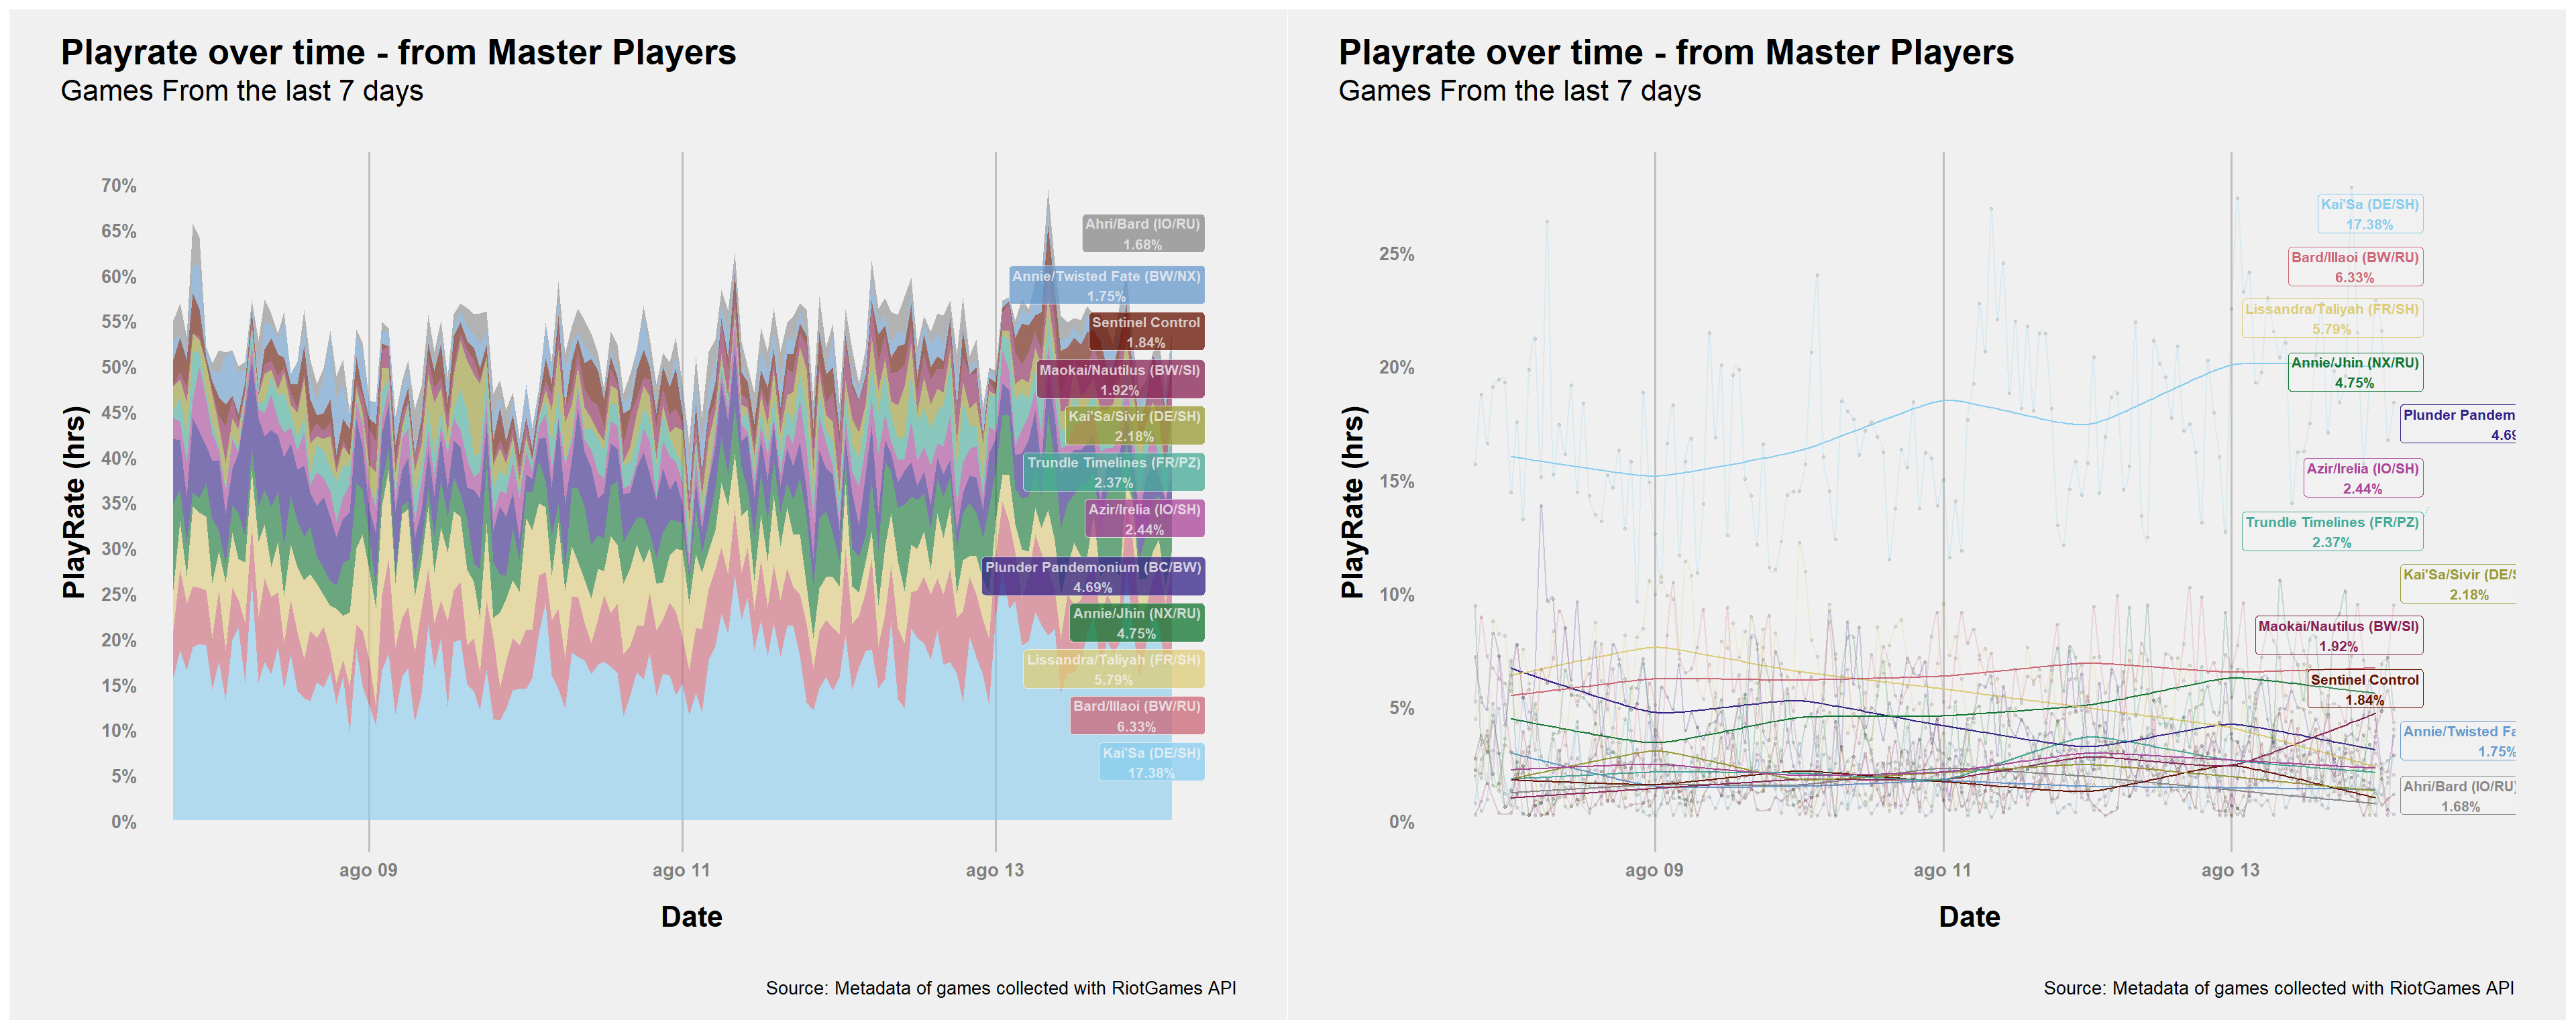 Playrate over time - from Master Players
Games From the last 7 days
PlayRate (hrs)
70%
65%
60%
55%
50%
45%
40%
35%
30%
25%
20%
15%
10%
5%
0%
Ahri/Bard (IO/RU)
1.68%
Annie/Twisted Fate (BW/NX)
1.75%
Sentinel Control
1.84%
Maokai/Nautilus (BW/SI)
1.92%
Kai'Sa/Sivir (DE/SH)
2.18%
Trundle Timelines (FR/PZ)
2.37%
Azir/Irelia (IO/SH)
2.44%
Plunder Pandemonium (BC/BW)
4.69%
Annie/Jhin (NX/RU)
4.75%
Lissandra/Taliyah (FR/SH)
5.79%
Bard/Illaoi (BW/RU)
6.33%
Kai'Sa (DE/SH)
17.38%
ago 09
ago 11
ago 13
Date
Source: Metadata of games collected with RiotGames API
Playrate over time - from Master Players
Games From the last 7 days
PlayRate (hrs)
25%
20%
15%
10%
5%
0%
Kai'Sa (DE/SH)
17.38%
Bard/Illaoi (BW/RU)
6.33%
Lissandra/Taliyah (FR/SH)
5.79%
Annie/Jhin (NX/RU)
4.75%
Plunder Pandem
4.69
Azir/Irelia (IO/SH)
2.44%
Trundle Timelines (FR/PZ)
2.37%
Kai'Sa/Sivir (DE/S
2.18%
Maokai/Nautilus (BW/SI)
1.92%
Sentinel Control
1.84%
Annie/Twisted Fa
1.75%
Ahri/Bard (IO/RU)
1.68%
ago 09
ago 11
ago 13
Date
Source: Metadata of games collected with RiotGames API